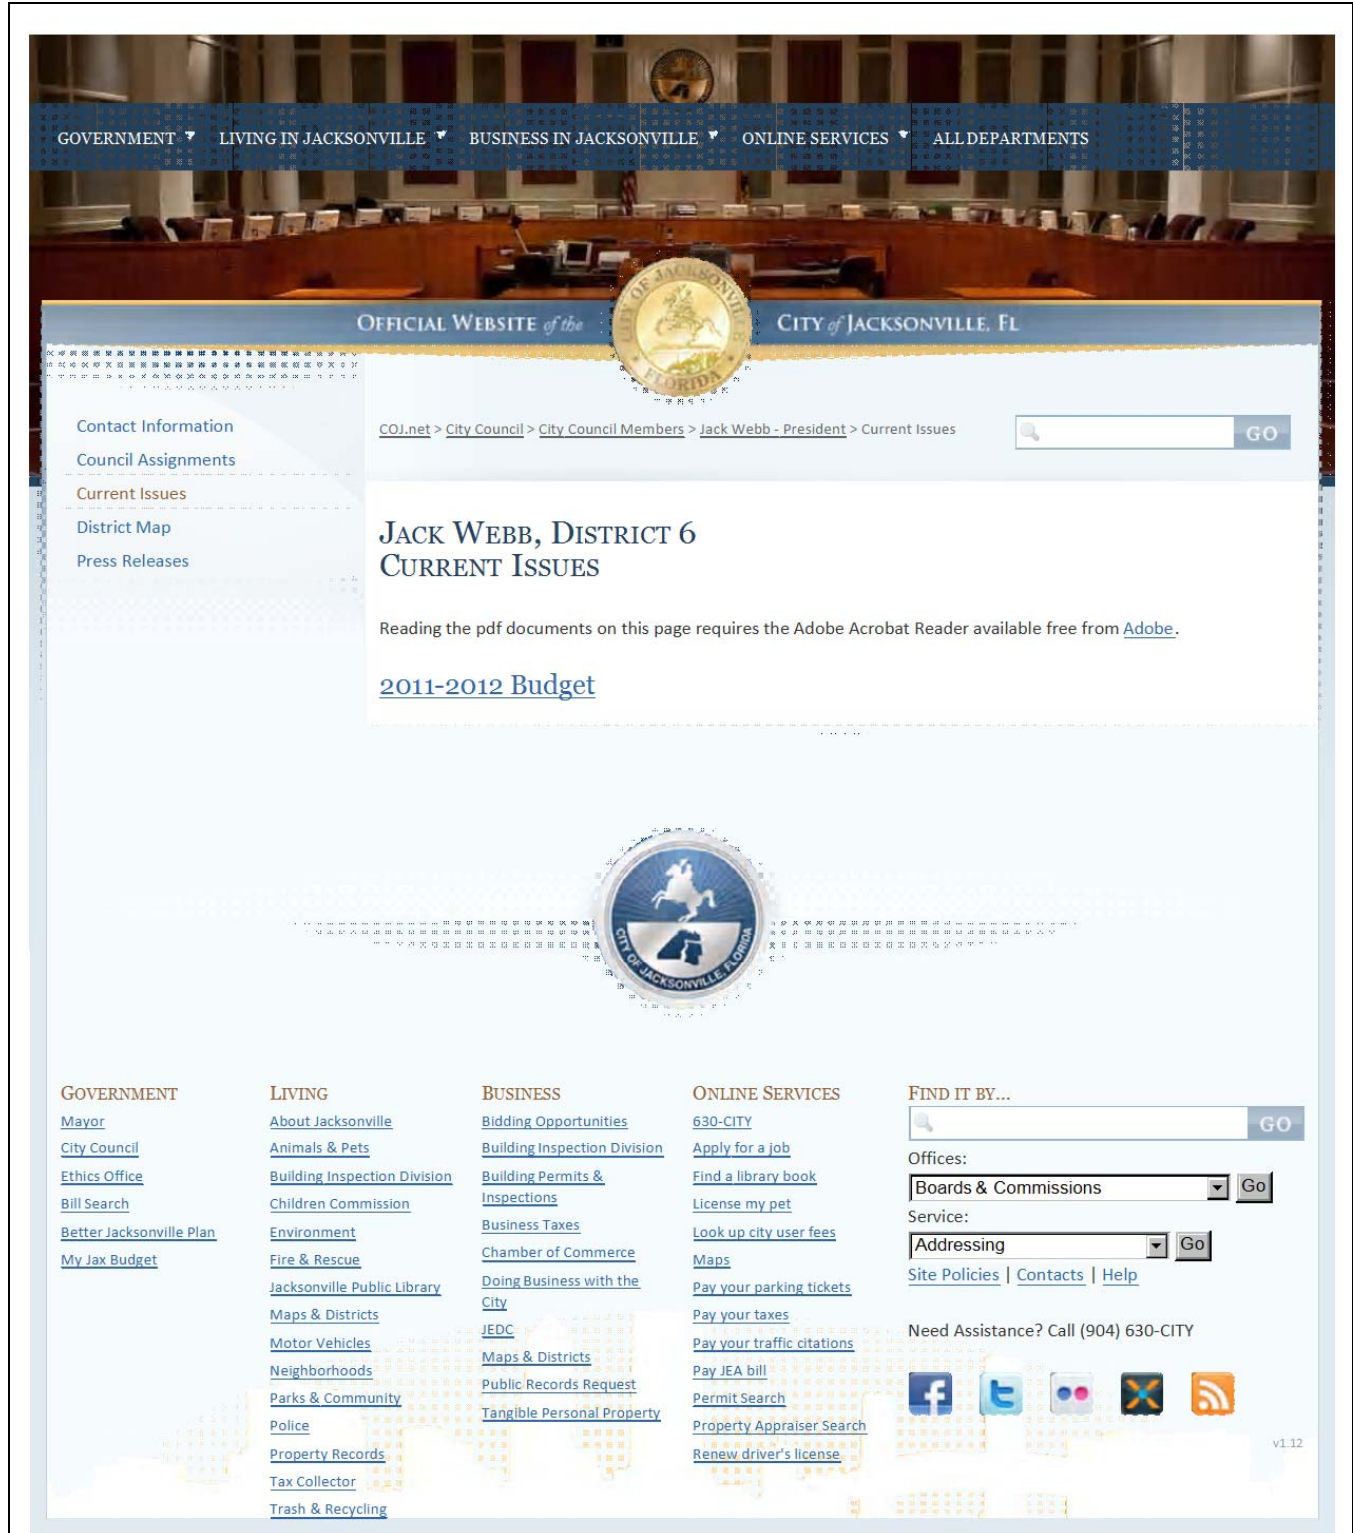 GOVERNMENT LIVING IN JACKSONVILLE BUSINESS IN JACKSONVILLE ONLINE SERVICES ALL DEPARTMENTS
CITY OF JACKSONVILLE
FLORIDA
OFFICIAL WEBSITE of the CITY of JACKSONVILLE, FL
Contact Information
Council Assignments
Current Issues
District Map
Press Releases
COJ.net > City Council > City Council Members > Jack Webb - President > Current Issues
GO
JACK WEBB, DISTRICT 6
CURRENT ISSUES
Reading the pdf documents on this page requires the Adobe Acrobat Reader available free from Adobe.
2011-2012 Budget
CITY OF JACKSONVILLE, FLORIDA
GOVERNMENT
Mayor
City Council
Ethics Office
Bill Search
Better Jacksonville Plan
My Jax Budget
LIVING
About Jacksonville
Animals & Pets
Building Inspection Division
Children Commission
Environment
Fire & Rescue
Jacksonville Public Library
Maps & Districts
Motor Vehicles
Neighborhoods
Parks & Community
Police
Property Records
Tax Collector
Trash & Recycling
BUSINESS
Bidding Opportunities
Building Inspection Division
Building Permits &
Inspections
Business Taxes
Chamber of Commerce
Doing Business with the
City
JEDC
Maps & Districts
Public Records Request
Tangible Personal Property
ONLINE SERVICES
630-CITY
Apply for a job
Find a library book
License my pet
Look up city user fees
Maps
Pay your parking tickets
Pay your taxes
Pay your traffic citations
Pay JEA bill
Permit Search
Property Appraiser Search
Renew driver's license
FIND IT BY...
GO
Offices:
Boards & Commissions Go
Service:
Addressing Go
Site Policies | Contacts | Help
Need Assistance? Call (904) 630-CITY
v1.12